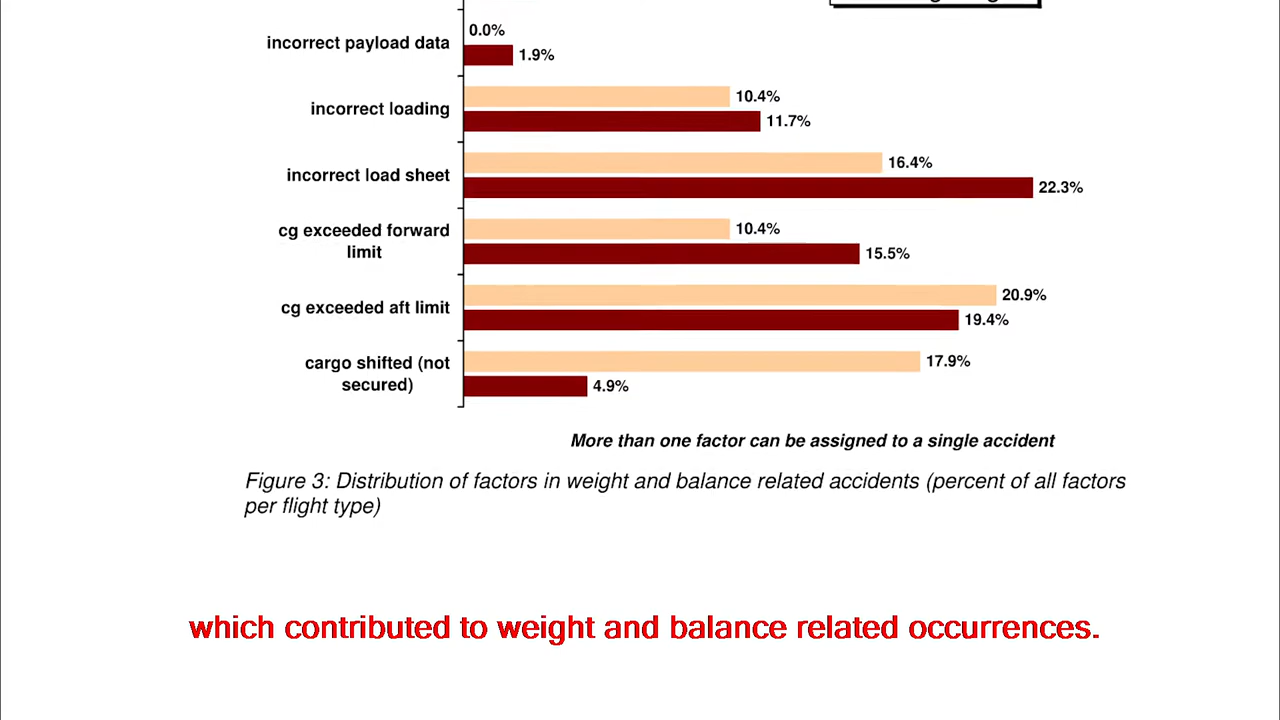 0.0%
incorrect payload data
1.9%
10.4%
incorrect loading
11.7%
16.4%
incorrect load sheet
22.3%
10.4%
cg exceeded forward
limit
15.5%
20.9%
cg exceeded aft limit
19.4%
17.9%
cargo shifted (not
secured)
4.9%
More than one factor can be assigned to a single accident
Figure 3: Distribution of factors in weight and balance related accidents (percent of all factors
per flight type)
which contributed to weight and balance related occurrences.